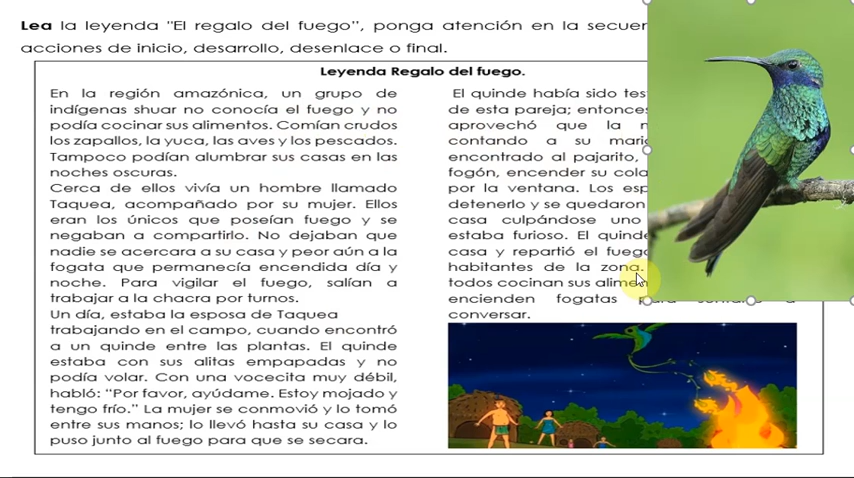 Lea la leyenda "El regalo del fuego", ponga atención en la
acciones de inicio, desarrollo, desenlace o final.
Leyenda Regalo del fuego.
En la región amazónica, un grupo de
indígenas shuar no conocía el fuego y no
podía cocinar sus alimentos. Comían crudos
los zapallos, la yuca, las aves y los pescados.
Tampoco podían alumbrar sus casas en las
noches oscuras.
Cerca de ellos vivía un hombre llamado
Taquea, acompañado por su mujer. Ellos
eran los únicos que poseían fuego y se
negaban a compartirlo. No dejaban que
nadie se acercara a su casa y peor aún a la
fogata que permanecía encendida día y
noche. Para vigilar el fuego, salían a
trabajar a la chacra por turnos.
Un día, estaba la esposa de Taquea
trabajando en el campo, cuando encontró
a un quinde entre las plantas. El quinde
estaba con sus alitas empapadas y no
podía volar. Con una vocecita muy débil,
habló: "Por favor, ayúdame. Estoy mojado y
tengo frío." La mujer se conmovió y lo tomó
entre sus manos; lo llevó hasta su casa y lo
puso junto al fuego para que se secara.
El quinde había sido
de esta pareja; entonces
aprovechó que la
contando a su
encontrado al pajarito,
fogón, encender su cola
por la ventana. Los
detenerlo y se quedaron
casa culpándose uno
estaba furioso. El
casa y repartió el
habitantes de la zona.
todos cocinan sus
encienden fogatas
conversar.